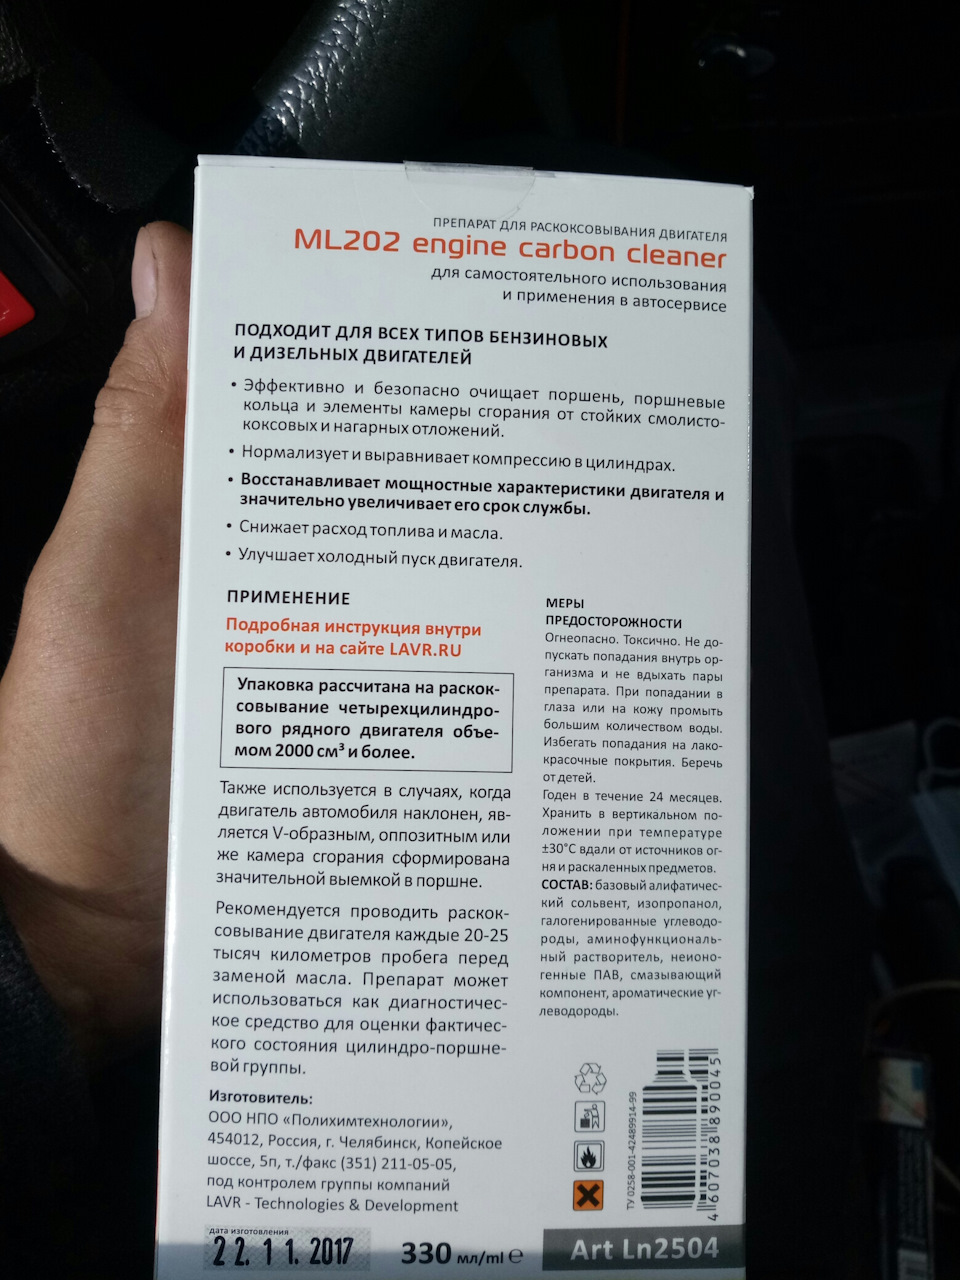 ПРЕПАРАТ ДЛЯ РАСКОКСОВЫВАНИЯ ДВИГАТЕЛЯ
ML202 engine carbon cleaner
для самостоятельного использования
и применения в автосервисе
ПОДХОДИТ ДЛЯ ВСЕХ ТИПОВ БЕНЗИНОВЫХ
И ДИЗЕЛЬНЫХ ДВИГАТЕЛЕЙ
• Эффективно и безопасно очищает поршень, поршневые
кольца и элементы камеры сгорания от стойких смолисто-
коксовых и нагарных отложений.
• Нормализует и выравнивает компрессию в цилиндрах.
• Восстанавливает мощностные характеристики двигателя и
значительно увеличивает его срок службы.
• Снижает расход топлива и масла.
• Улучшает холодный пуск двигателя.
ПРИМЕНЕНИЕ
Подробная инструкция внутри
коробки и на сайте LAVR.RU
Упаковка рассчитана на раскок-
совывание четырехцилиндро-
вого рядного двигателя объе-
мом 2000 см³ и более.
Также используется в случаях, когда
двигатель автомобиля наклонен, яв-
ляется V-образным, оппозитным или
же камера сгорания сформирована
значительной выемкой в поршне.
Рекомендуется проводить раскок-
совывание двигателя каждые 20-25
тысяч километров пробега перед
заменой масла. Препарат может
использоваться как диагностичес-
кое средство для оценки фактичес-
кого состояния цилиндро-поршне-
вой группы.
Изготовитель:
ООО НПО «Полихимтехнологии»,
454012, Россия, г. Челябинск, Копейское
шоссе, 5п, т./факс (351) 211-05-05,
под контролем группы компаний
LAVR - Technologies & Development
дата изготовления
22.11.2017
МЕРЫ
ПРЕДОСТОРОЖНОСТИ
Огнеопасно. Токсично. Не до-
пускать попадания внутрь ор-
ганизма и не вдыхать пары
препарата. При попадании в
глаза или на кожу промыть
большим количеством воды.
Избегать попадания на лако-
красочные покрытия. Беречь
от детей.
Годен в течение 24 месяцев.
Хранить в вертикальном по-
ложении при температуре
±30°С вдали от источников ог-
ня и раскаленных предметов.
СОСТАВ: базовый алифатичес-
кий сольвент, изопропанол,
галогенированные углеводо-
роды, аминофункциональ-
ный растворитель, неионо-
генные ПАВ, смазывающий
компонент, ароматические уг-
леводороды.
ТУ 0258-001-42489914-99
4607038890045
330 мл/ml e
Art Ln2504